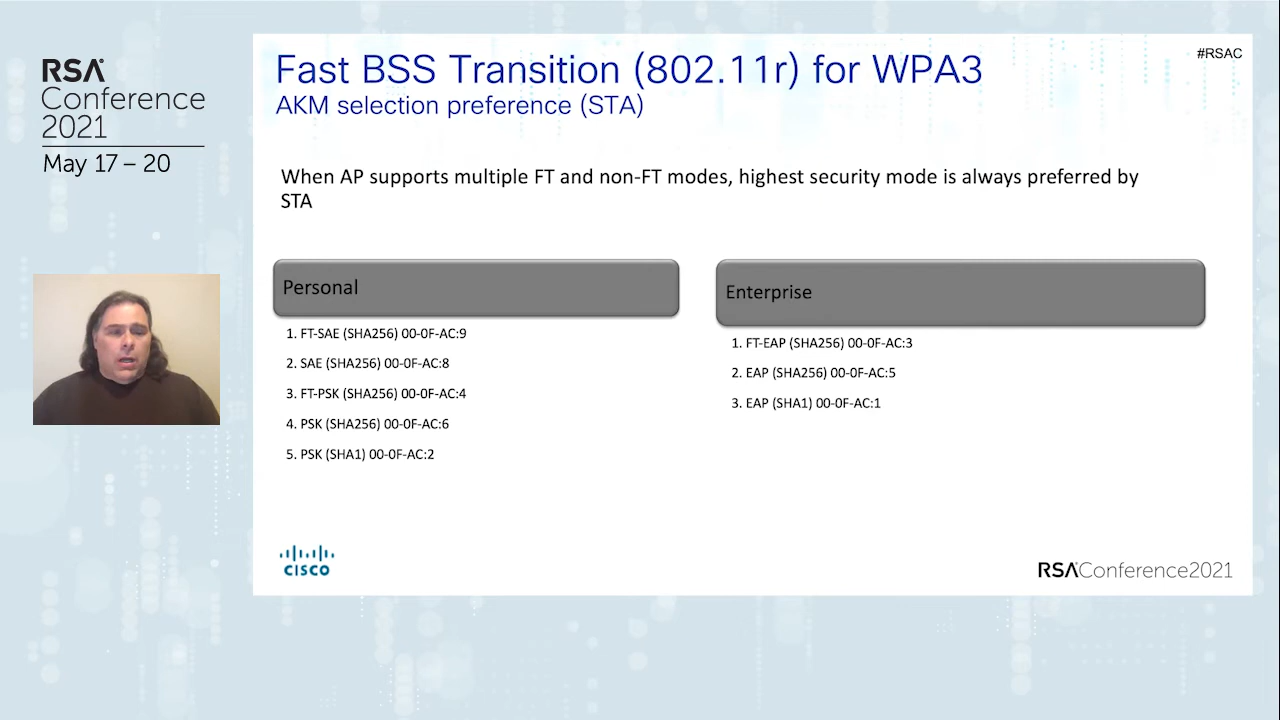 RSA
Conference
2021
May 17 – 20
#RSAC
Fast BSS Transition (802.11r) for WPA3
AKM selection preference (STA)
When AP supports multiple FT and non-FT modes, highest security mode is always preferred by
STA
Personal
1. FT-SAE (SHA256) 00-0F-AC:9
2. SAE (SHA256) 00-0F-AC:8
3. FT-PSK (SHA256) 00-0F-AC:4
4. PSK (SHA256) 00-0F-AC:6
5. PSK (SHA1) 00-0F-AC:2
Enterprise
1. FT-EAP (SHA256) 00-0F-AC:3
2. EAP (SHA256) 00-0F-AC:5
3. EAP (SHA1) 00-0F-AC:1
CISCO
RSAConference2021